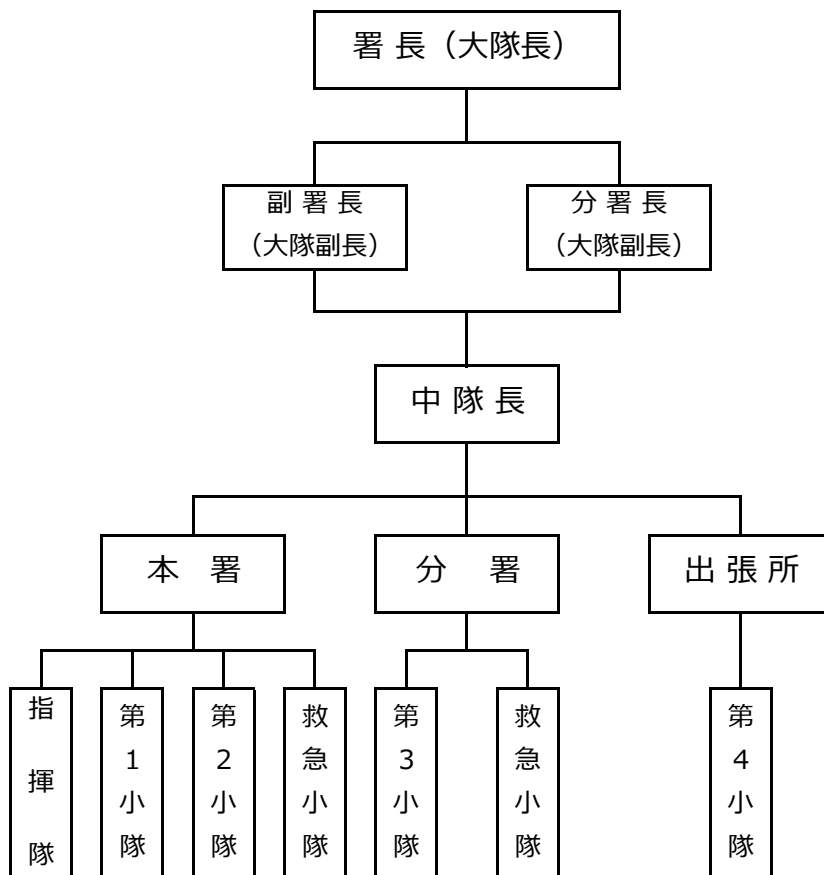 署長（大隊長）
副署長
（大隊副長）
分署長
（大隊副長）
中隊長
本署
分署
出張所
指揮隊
第1小隊
第2小隊
救急小隊
第3小隊
救急小隊
第4小隊